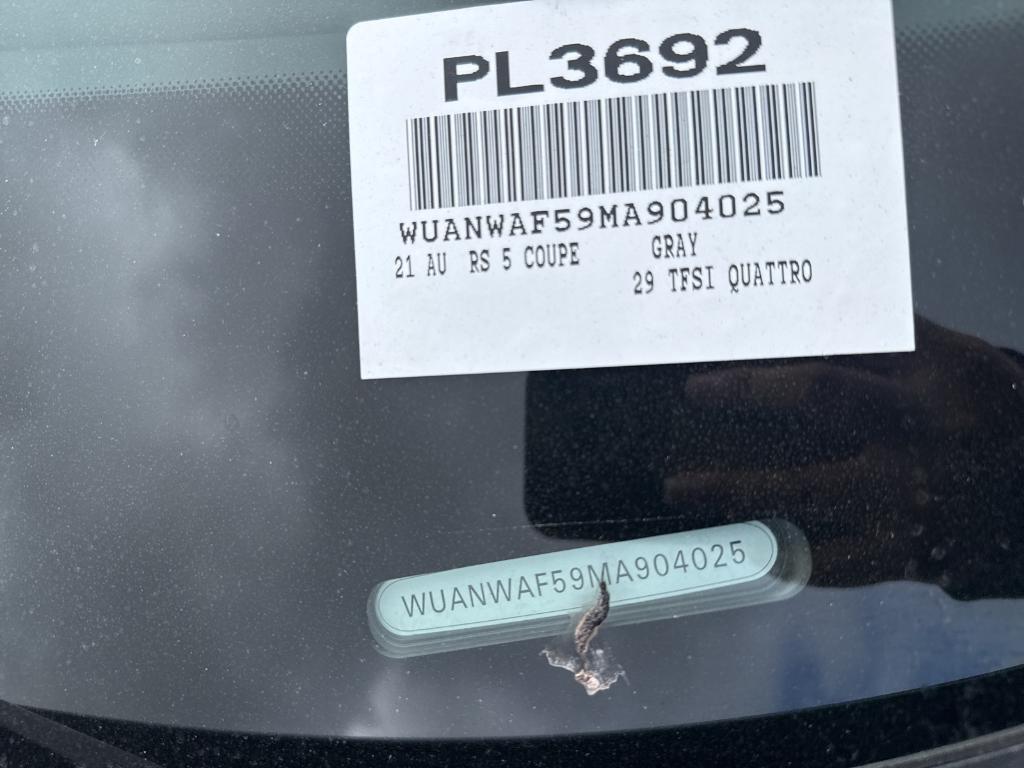 PL3692
WUANWAF59MA904025
21 AU RS 5 COUPE GRAY
29 TFSI QUATTRO
WUANWAF59MA904025